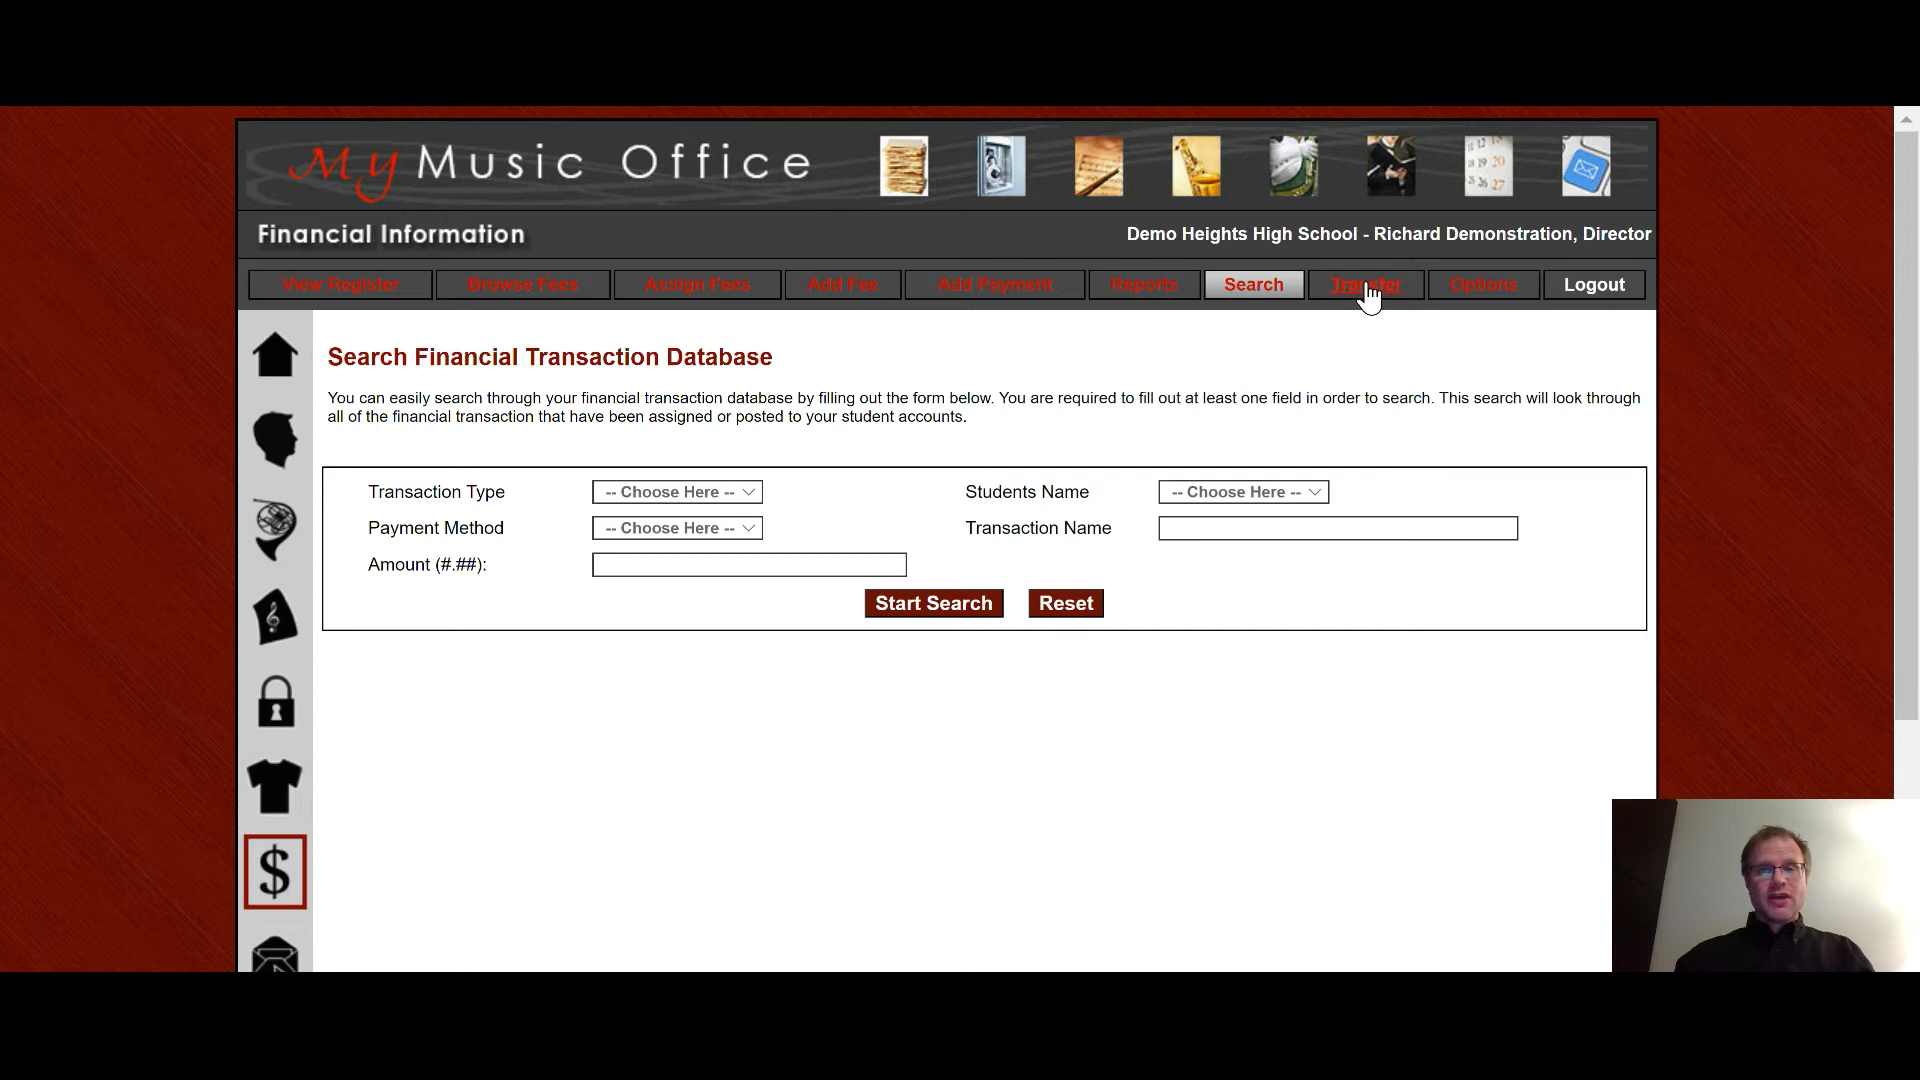 My Music Office
Financial Information
Demo Heights High School - Richard Demonstration, Director
View Register Browse Fees Assign Fees Add Fee Add Payment Reports Search Transfer Options Logout
Search Financial Transaction Database
You can easily search through your financial transaction database by filling out the form below. You are required to fill out at least one field in order to search. This search will look through
all of the financial transaction that have been assigned or posted to your student accounts.
Transaction Type -- Choose Here -- Students Name -- Choose Here --
Payment Method -- Choose Here -- Transaction Name
Amount (#.##):
Start Search Reset